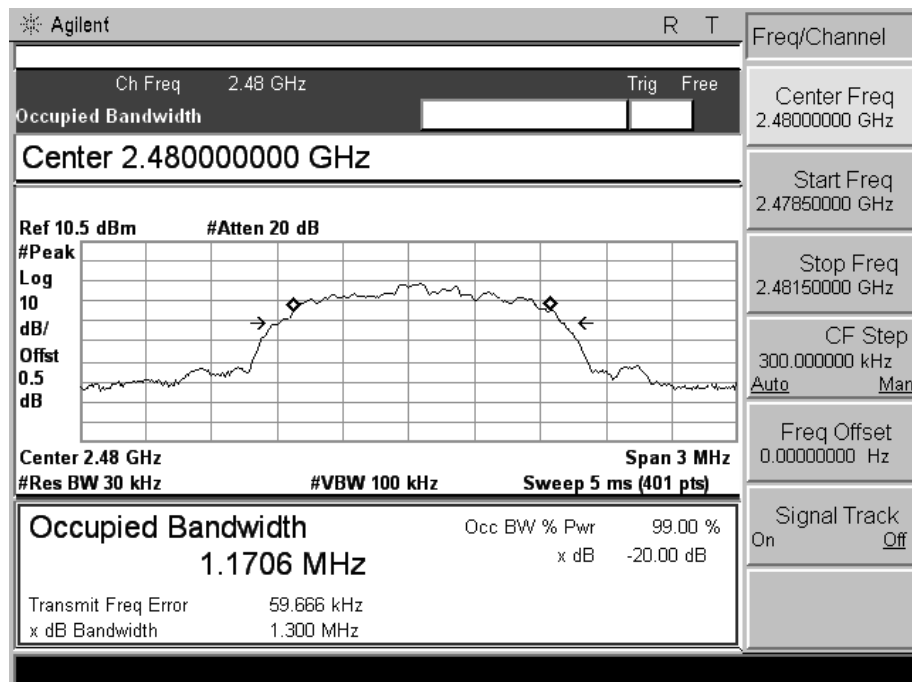 Agilent R T
Freq/Channel
Ch Freq 2.48 GHz Trig Free
Occupied Bandwidth
Center 2.480000000 GHz
Center Freq
2.48000000 GHz
Start Freq
2.47850000 GHz
Stop Freq
2.48150000 GHz
CF Step
300.000000 kHz
Auto Man
Freq Offset
0.00000000 Hz
Signal Track
On Off
Ref 10.5 dBm #Atten 20 dB
#Peak
Log
10
dB/
Offst
0.5
dB
Center 2.48 GHz Span 3 MHz
#Res BW 30 kHz #VBW 100 kHz Sweep 5 ms (401 pts)
Occupied Bandwidth
1.1706 MHz
Occ BW % Pwr 99.00 %
x dB -20.00 dB
Transmit Freq Error 59.666 kHz
x dB Bandwidth 1.300 MHz